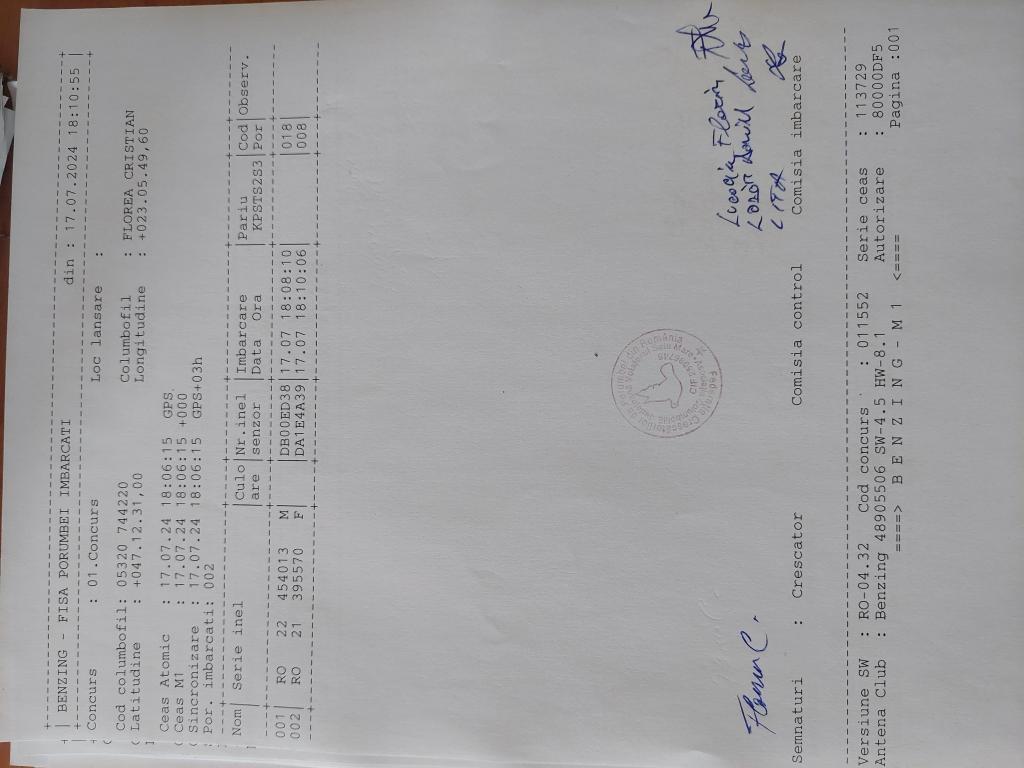 BENZING - FISA PORUMBEI IMBARCATI din : 17.07.2024 18:10:55
Concurs : 01.Concurs Loc lansare :
Cod columbofil: 05320 744220 Columbofil : FLOREA CRISTIAN
Latitudine : +047.12.31,00 Longitudine : +023.05.49,60
Ceas Atomic : 17.07.24 18:06:15 GPS
Ceas M1 : 17.07.24 18:06:15 +000
Sincronizare : 17.07.24 18:06:15 GPS+03h
Por. imbarcati: 002
Nom| Serie inel |Culo|Nr.inel |Imbarcare |Pariu |Cod|Observ.
|are |senzor |Data Ora | KPSTS2S3 |Por|
001| RO 22 454013 M |DB00ED38|17.07 18:08:10| |018|
002| RO 21 395570 F |DA1E4A39|17.07 18:10:06| |008|
Florea C.
Florin
Semnaturi : Crescator Comisia control Comisia imbarcare
Versiune SW : RO-04.32 Cod concurs : 011552 Serie ceas : 113729
Antena Club : Benzing 48905506 SW-4.5 HW-8.1 Autorizare : 80000DF5
====> B E N Z I N G - M 1 <==== Pagina :001